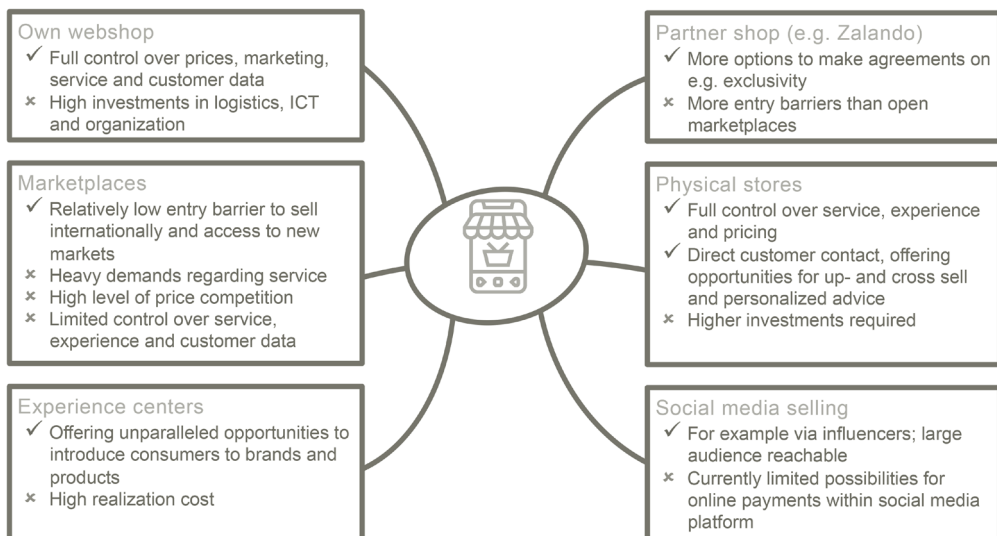 Own webshop
✓ Full control over prices, marketing,
service and customer data
× High investments in logistics, ICT
and organization
Marketplaces
✓ Relatively low entry barrier to sell
internationally and access to new
markets
× Heavy demands regarding service
× High level of price competition
× Limited control over service,
experience and customer data
Experience centers
✓ Offering unparalleled opportunities to
introduce consumers to brands and
products
× High realization cost
Partner shop (e.g. Zalando)
✓ More options to make agreements on
e.g. exclusivity
× More entry barriers than open
marketplaces
Physical stores
✓ Full control over service, experience
and pricing
✓ Direct customer contact, offering
opportunities for up- and cross sell
and personalized advice
× Higher investments required
Social media selling
✓ For example via influencers; large
audience reachable
× Currently limited possibilities for
online payments within social media
platform